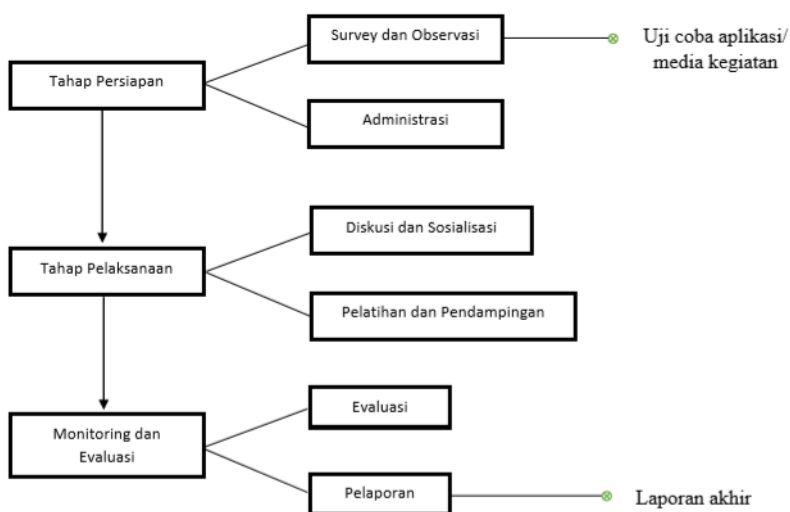 Survey dan Observasi
Uji coba aplikasi/
media kegiatan
Tahap Persiapan
Administrasi
Diskusi dan Sosialisasi
Tahap Pelaksanaan
Pelatihan dan Pendampingan
Evaluasi
Monitoring dan
Evaluasi
Pelaporan
Laporan akhir